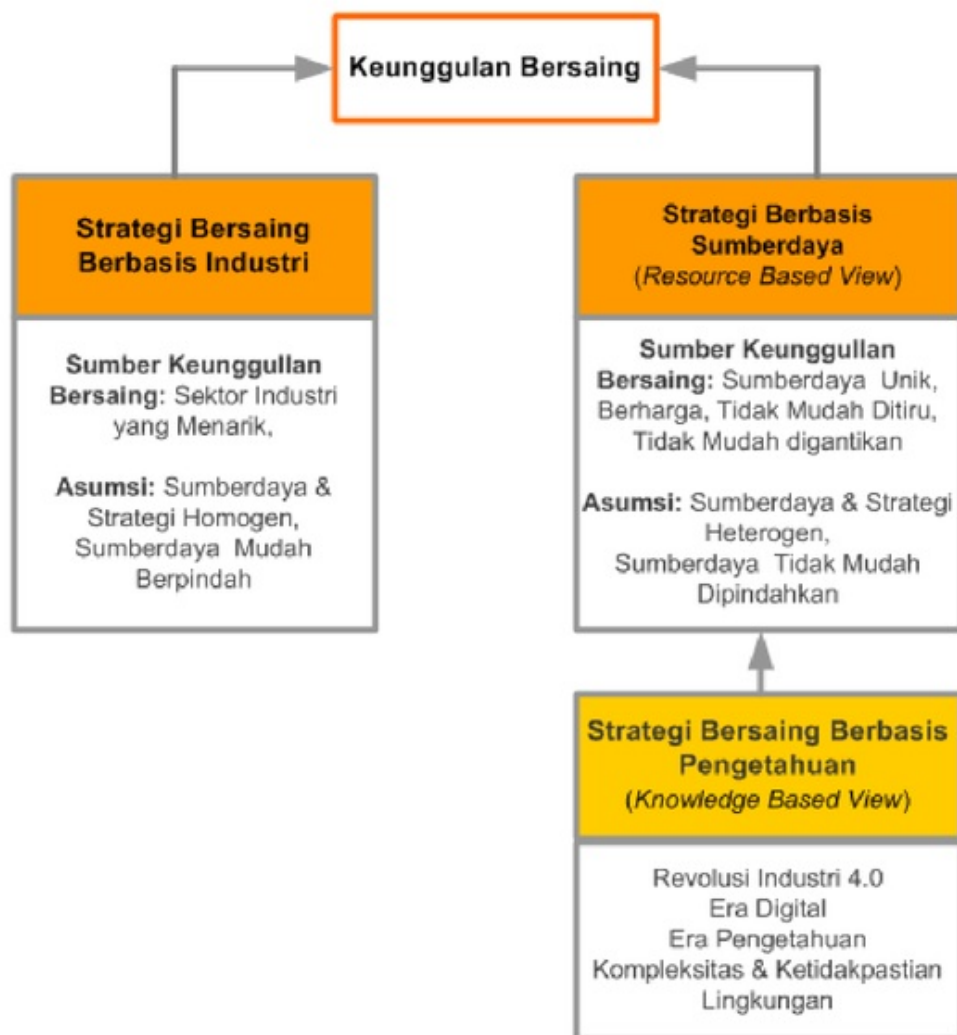 Keunggulan Bersaing
Strategi Bersaing
Berbasis Industri
Sumber Keunggullan
Bersaing: Sektor Industri
yang Menarik,
Asumsi: Sumberdaya &
Strategi Homogen,
Sumberdaya Mudah
Berpindah
Strategi Berbasis
Sumberdaya
(Resource Based View)
Sumber Keunggullan
Bersaing: Sumberdaya Unik,
Berharga, Tidak Mudah Ditiru,
Tidak Mudah digantikan
Asumsi: Sumberdaya & Strategi
Heterogen,
Sumberdaya Tidak Mudah
Dipindahkan
Strategi Bersaing Berbasis
Pengetahuan
(Knowledge Based View)
Revolusi Industri 4.0
Era Digital
Era Pengetahuan
Kompleksitas & Ketidakpastian
Lingkungan